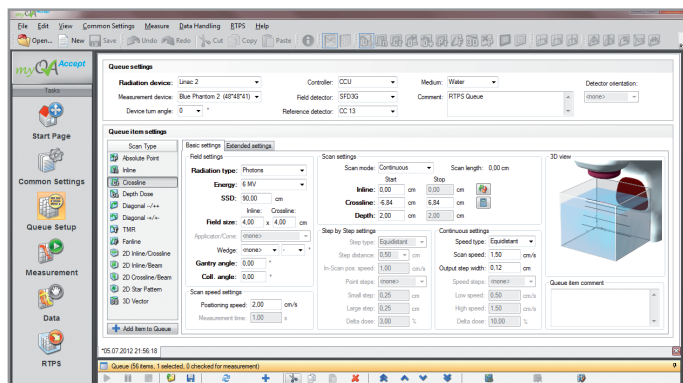 File Edit View Common Settings Measure Data Handling RTPS Help
Open... New Save Undo Redo Cut Copy Paste
myQA Accept
Tasks
Start Page
Common Settings
Queue Setup
Measurement
Data
RTPS
Queue settings
Radiation device: Linac 2 Controller: CCU Medium: Water Detector orientation:
Measurement device: Blue Phantom 2 (48*48*41) Field detector: SFD3G Comment: RTPS Queue <none>
Device turn angle: 0 ° Reference detector: CC 13
Queue item settings
Scan Type
Absolute Point
Inline
Crossline
Depth Dose
Diagonal --/++
Diagonal +/+-
TMR
Fanline
2D Inline/Crossline
2D Inline/Beam
2D Crossline/Beam
2D Star Pattern
3D Vector
Add Item to Queue
Basic settings Extended settings
Field settings
Radiation type: Photons
Energy: 6 MV
SSD: 90,00 cm
Inline: Crossline:
Field size: 4,00 x 4,00 cm
Applicator/Cone: <none>
Wedge: <none> - °
Gantry angle: 0,00 °
Coll. angle: 0,00 °
Scan speed settings
Positioning speed: 2,00 cm/s
Measurement time: 1,00 s
Scan settings
Scan mode: Continuous Scan length: 0,00 cm
Start Stop
Inline: 0,00 cm 0,00 cm
Crossline: -6,84 cm 6,84 cm
Depth: 2,00 cm 2,00 cm
Step by Step settings
Step type: Equidistant
Step distance: 0,50 cm
In-Scan pos. speed: 1,00 cm/s
Point steps: <none>
Small step: 0,25 cm
Large step: 0,25 cm
Delta dose: 3,00 %
Continuous settings
Speed type: Equidistant
Scan speed: 1,50 cm/s
Output step width: 0,12 cm
Speed steps: <none>
Low speed: 0,50 cm/s
High speed: 1,50 cm/s
Delta dose: 10,00 %
3D view
Queue item comment
*05.07.2012 21:56:18
Queue (56 items, 1 selected, 0 checked for measurement)